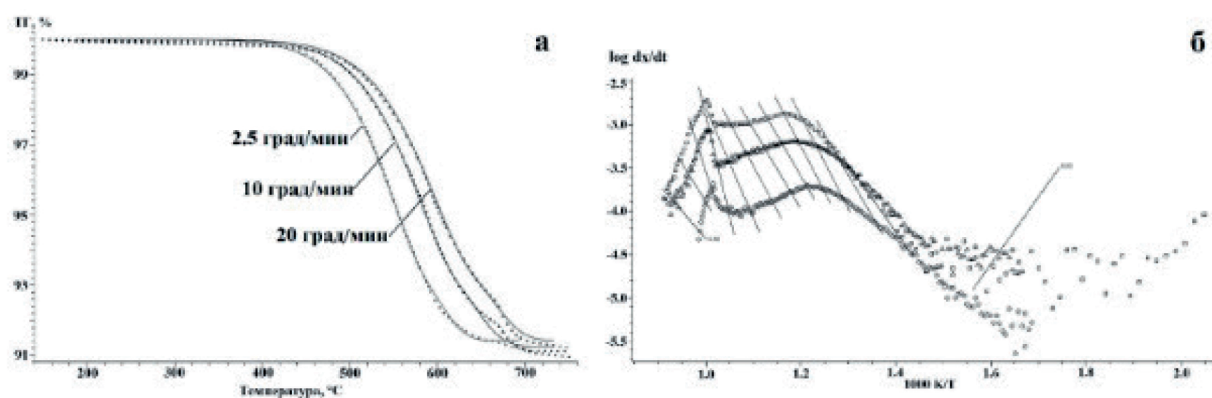 ТГ, %
а
99
97
95
93
91
2.5 град/мин
10 град/мин
20 град/мин
200 300 400 500 600 700
Температура, °C
б
log dx/dt
-2.5
-3.0
-3.5
-4.0
-4.5
-5.0
-5.5
1.0 1.2 1.4 1.6 1.8 2.0
1000 K/T